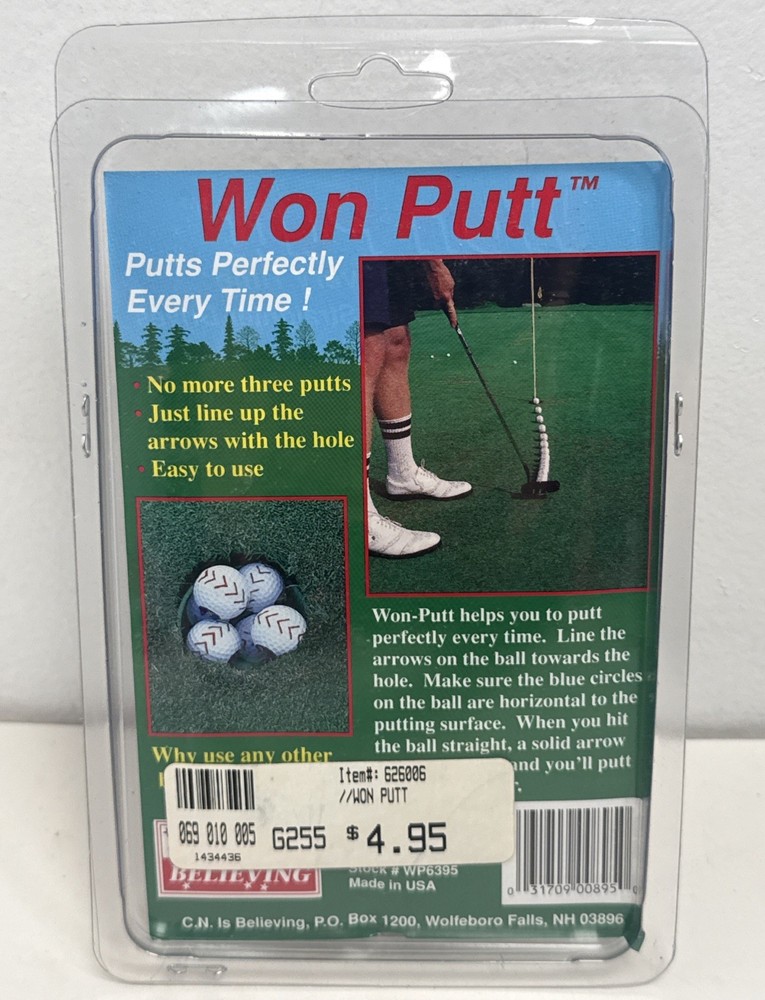 Won Putt™
Putts Perfectly
Every Time !
• No more three putts
• Just line up the
arrows with the hole
• Easy to use
Won-Putt helps you to putt
perfectly every time. Line the
arrows on the ball towards the
hole. Make sure the blue circles
on the ball are horizontal to the
putting surface. When you hit
the ball straight, a solid arrow
and you'll putt
Why use any other
Item#: 626006
//WON PUTT
069 010 005 G255 $4.95
1434436
BELIEVING
Stock # WP6395
Made in USA
0 31709 00895 0
C.N. Is Believing, P.O. Box 1200, Wolfeboro Falls, NH 03896